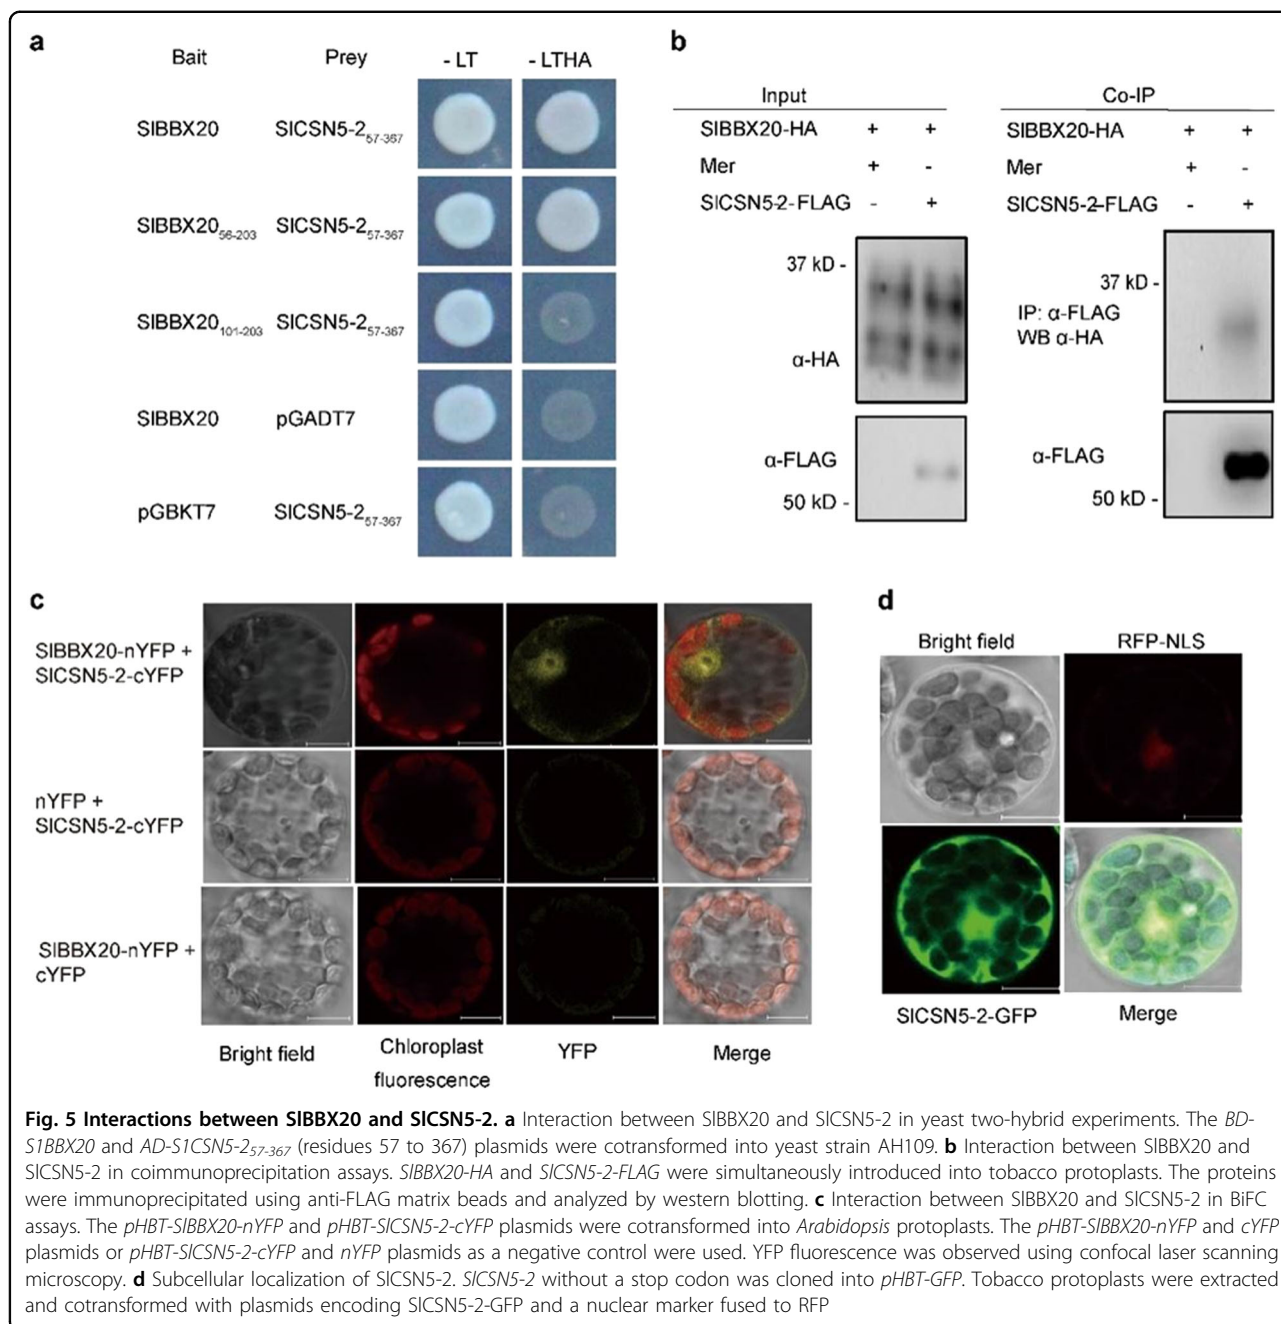 a
Bait Prey - LT - LTHA
SlBBX20 SlCSN5-2₅₇₋₃₆₇
SlBBX20₅₆₋₂₀₃ SlCSN5-2₅₇₋₃₆₇
SlBBX20₁₀₁₋₂₀₃ SlCSN5-2₅₇₋₃₆₇
SlBBX20 pGADT7
pGBKT7 SlCSN5-2₅₇₋₃₆₇
b
Input
SlBBX20-HA + +
Mer + -
SlCSN5-2-FLAG - +
37 kD -
α-HA
α-FLAG
50 kD -
Co-IP
SlBBX20-HA + +
Mer + -
SlCSN5-2-FLAG - +
37 kD -
IP: α-FLAG
WB α-HA
α-FLAG
50 kD -
c
SlBBX20-nYFP +
SlCSN5-2-cYFP
nYFP +
SlCSN5-2-cYFP
SlBBX20-nYFP +
cYFP
Bright field Chloroplast fluorescence YFP Merge
d
Bright field RFP-NLS
SlCSN5-2-GFP Merge
Fig. 5 Interactions between SlBBX20 and SlCSN5-2. a Interaction between SlBBX20 and SlCSN5-2 in yeast two-hybrid experiments. The BD-
S1BBX20 and AD-S1CSN5-2₅₇₋₃₆₇ (residues 57 to 367) plasmids were cotransformed into yeast strain AH109. b Interaction between SlBBX20 and
SlCSN5-2 in coimmunoprecipitation assays. SlBBX20-HA and SlCSN5-2-FLAG were simultaneously introduced into tobacco protoplasts. The proteins
were immunoprecipitated using anti-FLAG matrix beads and analyzed by western blotting. c Interaction between SlBBX20 and SlCSN5-2 in BiFC
assays. The pHBT-SlBBX20-nYFP and pHBT-SlCSN5-2-cYFP plasmids were cotransformed into Arabidopsis protoplasts. The pHBT-SlBBX20-nYFP and cYFP
plasmids or pHBT-SlCSN5-2-cYFP and nYFP plasmids as a negative control were used. YFP fluorescence was observed using confocal laser scanning
microscopy. d Subcellular localization of SlCSN5-2. SlCSN5-2 without a stop codon was cloned into pHBT-GFP. Tobacco protoplasts were extracted
and cotransformed with plasmids encoding SlCSN5-2-GFP and a nuclear marker fused to RFP